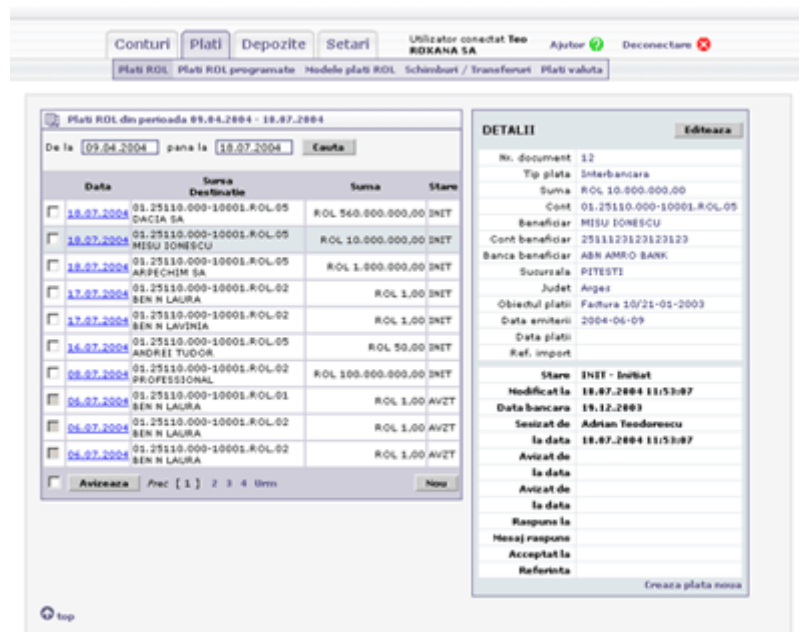 Conturi Plati Depozite Setari Utilizator conectat Teo ROXANA SA Ajutor Deconectare
Plati ROL Plati ROL programate Modele plati ROL Schimburi / Transferuri Plati valuta
Plati ROL din perioada 09.04.2004 - 18.07.2004
De la 09.04.2004 pana la 18.07.2004 Cauta
Data Sursa Destinatie Suma Stare
18.07.2004 01.25110.000-10001.ROL.05 DACIA SA ROL 560.000.000,00 INIT
18.07.2004 01.25110.000-10001.ROL.05 MISU IONESCU ROL 10.000.000,00 INIT
18.07.2004 01.25110.000-10001.ROL.05 ARPECHIM SA ROL 1.000.000,00 INIT
17.07.2004 01.25110.000-10001.ROL.02 BEN N LAURA ROL 1,00 INIT
17.07.2004 01.25110.000-10001.ROL.02 BEN N LAVINIA ROL 1,00 INIT
16.07.2004 01.25110.000-10001.ROL.05 ANDREI TUDOR ROL 50,00 INIT
08.07.2004 01.25110.000-10001.ROL.02 PROFESSIONAL ROL 100.000.000,00 INIT
06.07.2004 01.25110.000-10001.ROL.01 BEN N LAURA ROL 1,00 AVZT
06.07.2004 01.25110.000-10001.ROL.02 BEN N LAURA ROL 1,00 AVZT
06.07.2004 01.25110.000-10001.ROL.02 BEN N LAURA ROL 1,00 AVZT
Avizeaza Prec [ 1 ] 2 3 4 Urm Nou
DETALII Editeaza
Nr. document 12
Tip plata Interbancara
Suma ROL 10.000.000,00
Cont 01.25110.000-10001.ROL.05
Beneficiar MISU IONESCU
Cont beneficiar 2511123123123123
Banca beneficiar ABN AMRO BANK
Sucursala PITESTI
Judet Arges
Obiectul platii Factura 10/21-01-2003
Data emiterii 2004-06-09
Data platii
Ref. import
Stare INIT - Initiat
Modificat la 18.07.2004 11:53:07
Data bancara 19.12.2003
Sesizat de Adrian Teodorescu
la data 18.07.2004 11:53:07
Avizat de
la data
Avizat de
la data
Raspuns la
Mesaj raspuns
Acceptat la
Referinta
Creaza plata noua
top